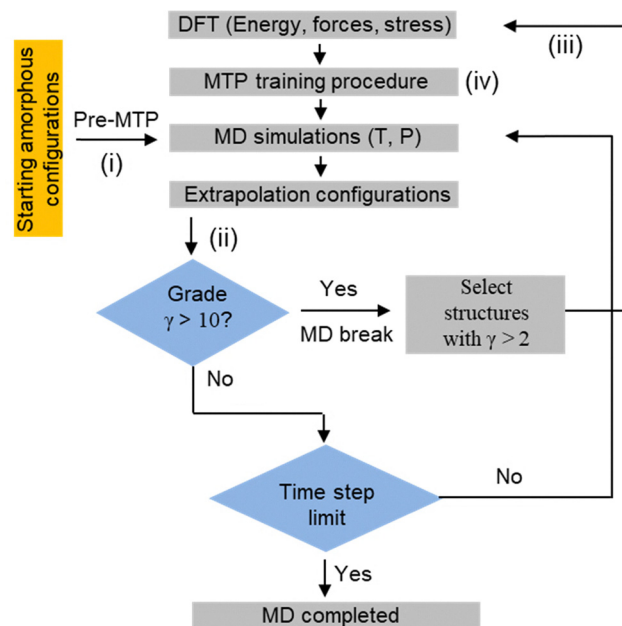 DFT (Energy, forces, stress)
(iii)
MTP training procedure
(iv)
Starting amorphous
configurations
Pre-MTP
(i)
MD simulations (T, P)
Extrapolation configurations
(ii)
Grade
γ > 10?
Yes
MD break
Select
structures
with γ > 2
No
Time step
limit
No
Yes
MD completed